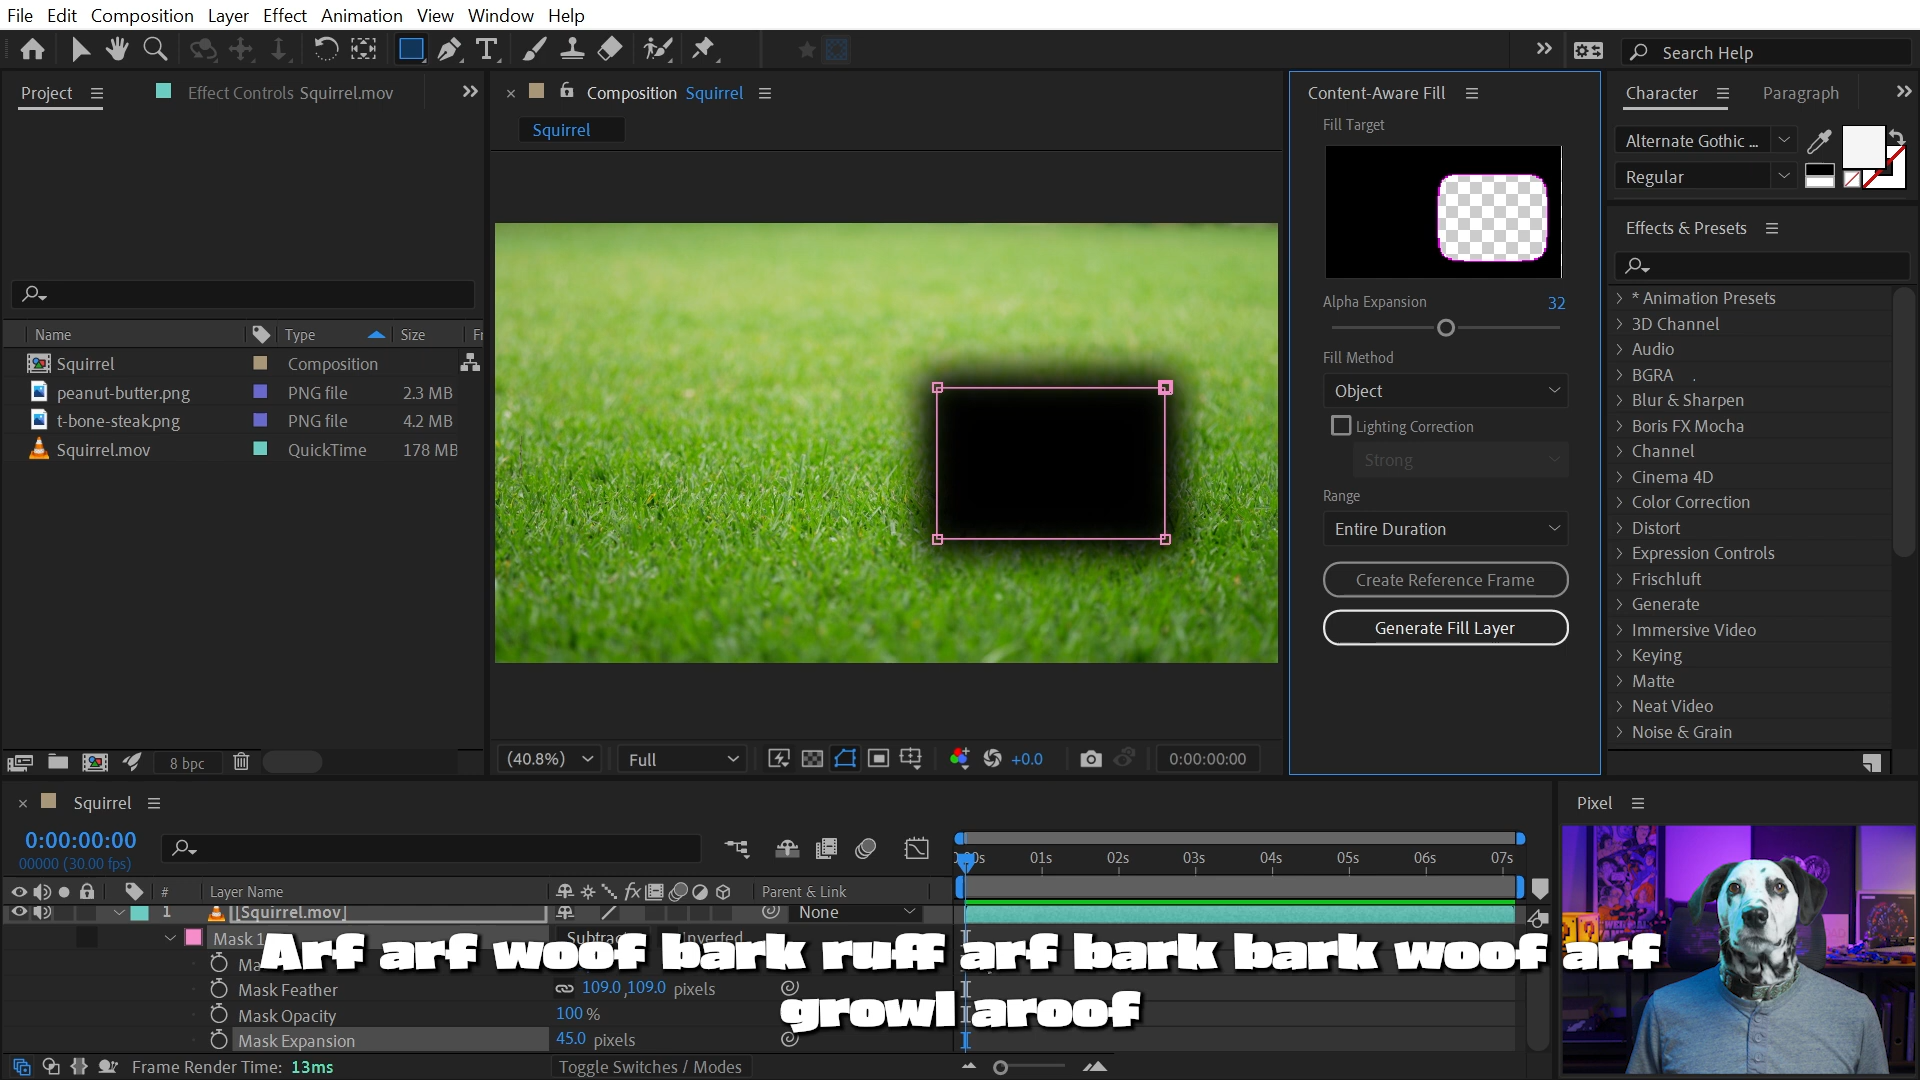 File Edit Composition Layer Effect Animation View Window Help
Search Help
Project
Effect Controls Squirrel.mov
Composition Squirrel
Squirrel
Name Type Size
Squirrel Composition
peanut-butter.png PNG file 2.3 MB
t-bone-steak.png PNG file 4.2 MB
Squirrel.mov QuickTime 178 MB
8 bpc
(40.8%) Full +0.0 0:00:00:00
Content-Aware Fill
Fill Target
Alpha Expansion 32
Fill Method
Object
Lighting Correction
Strong
Range
Entire Duration
Create Reference Frame
Generate Fill Layer
Character Paragraph
Alternate Gothic ...
Regular
Effects & Presets
* Animation Presets
3D Channel
Audio
BGRA
Blur & Sharpen
Boris FX Mocha
Channel
Cinema 4D
Color Correction
Distort
Expression Controls
Frischluft
Generate
Immersive Video
Keying
Matte
Neat Video
Noise & Grain
Squirrel
0:00:00:00
00000 (30.00 fps)
01s 02s 03s 04s 05s 06s 07s
# Layer Name fx Parent & Link
1 [Squirrel.mov] None
Mask 1 Subtract Inverted
Mask Feather 109.0,109.0 pixels
Mask Opacity 100 %
Mask Expansion 45.0 pixels
Frame Render Time: 13ms
Toggle Switches / Modes
Pixel
Arf arf woof bark ruff arf bark bark woof arf
growl aroof